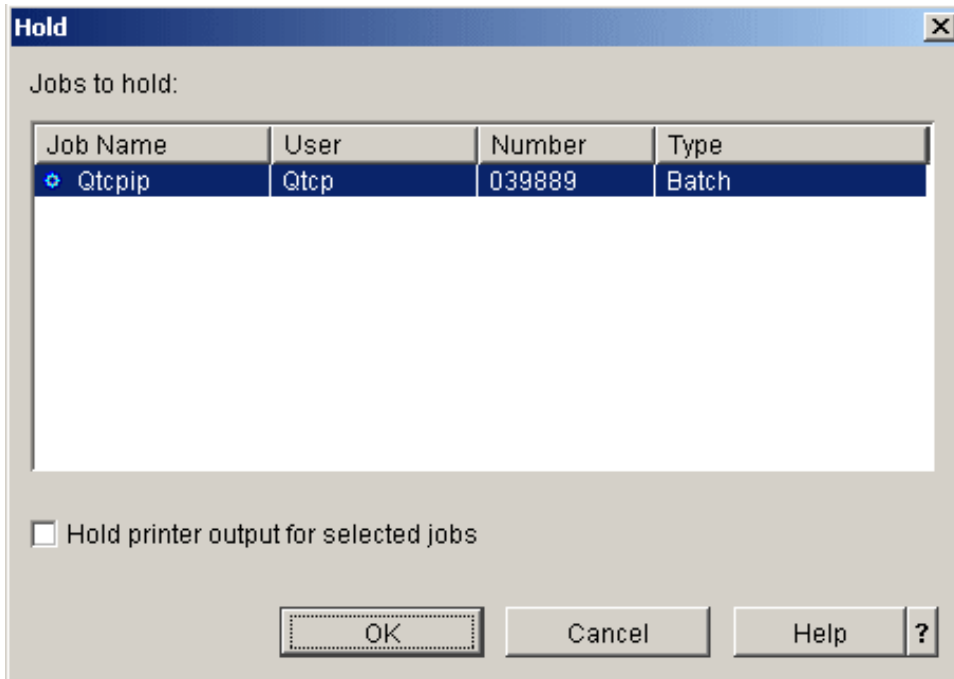 Hold
Jobs to hold:
Job Name User Number Type
Qtcpip Qtcp 039889 Batch
Hold printer output for selected jobs
OK Cancel Help ?